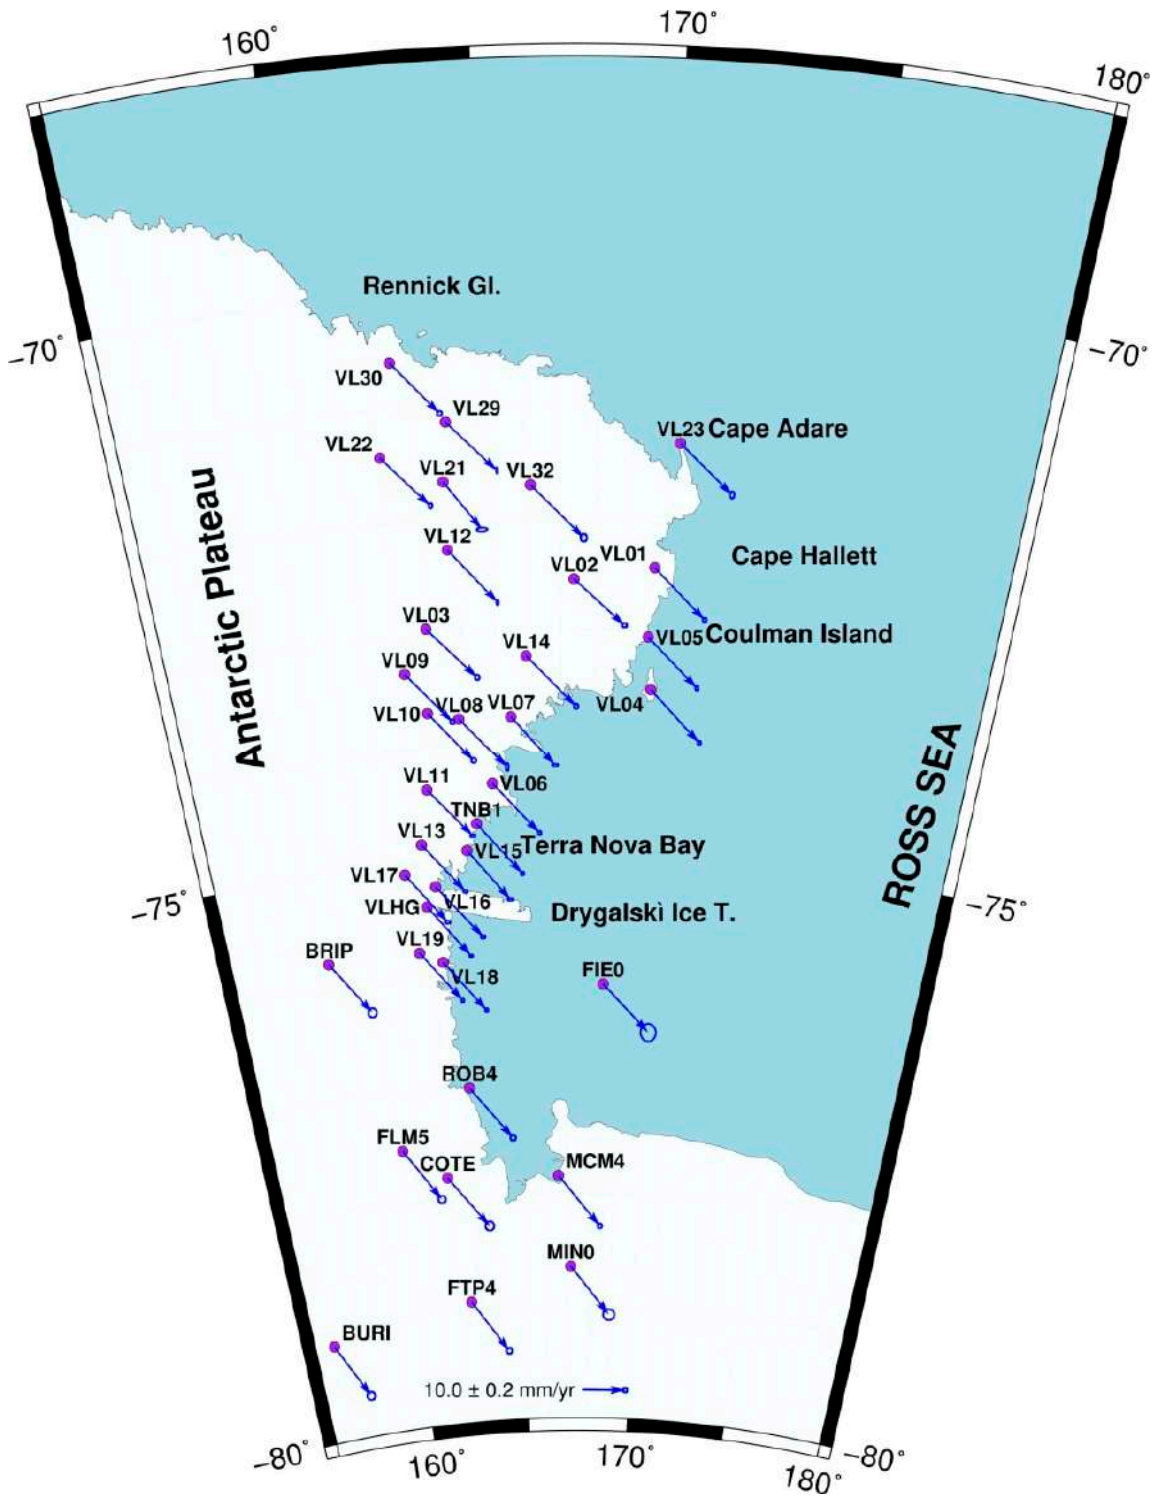 160°
170°
180°
Rennick Gl.
−70°
−70°
VL30
VL29
VL23
Cape Adare
VL22
VL21
VL32
Antarctic Plateau
VL12
VL02
VL01
Cape Hallett
VL03
VL14
VL05
Coulman Island
VL09
VL10
VL08
VL07
VL04
ROSS SEA
VL11
VL06
TNB1
VL13
VL15
Terra Nova Bay
VL17
VL16
−75°
−75°
VLHG
Drygalski Ice T.
VL19
BRIP
VL18
FIE0
ROB4
FLM5
COTE
MCM4
MIN0
FTP4
BURI
10.0 ± 0.2 mm/yr
−80°
160°
170°
180°
−80°